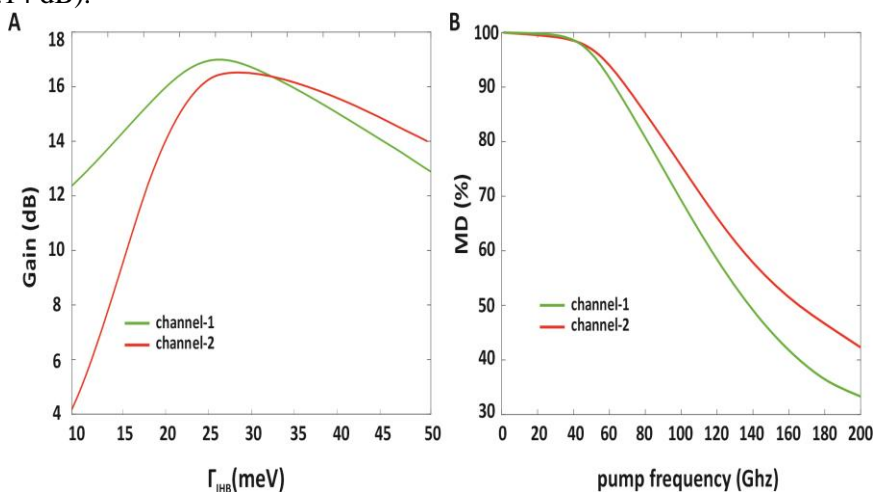 dB).
A
B
18
16
14
12
10
8
6
4
Gain (dB)
channel-1
channel-2
10 15 20 25 30 35 40 45 50
Γ_IHB(meV)
100
90
80
70
60
50
40
30
MD (%)
channel-1
channel-2
0 20 40 60 80 100 120 140 160 180 200
pump frequency (Ghz)